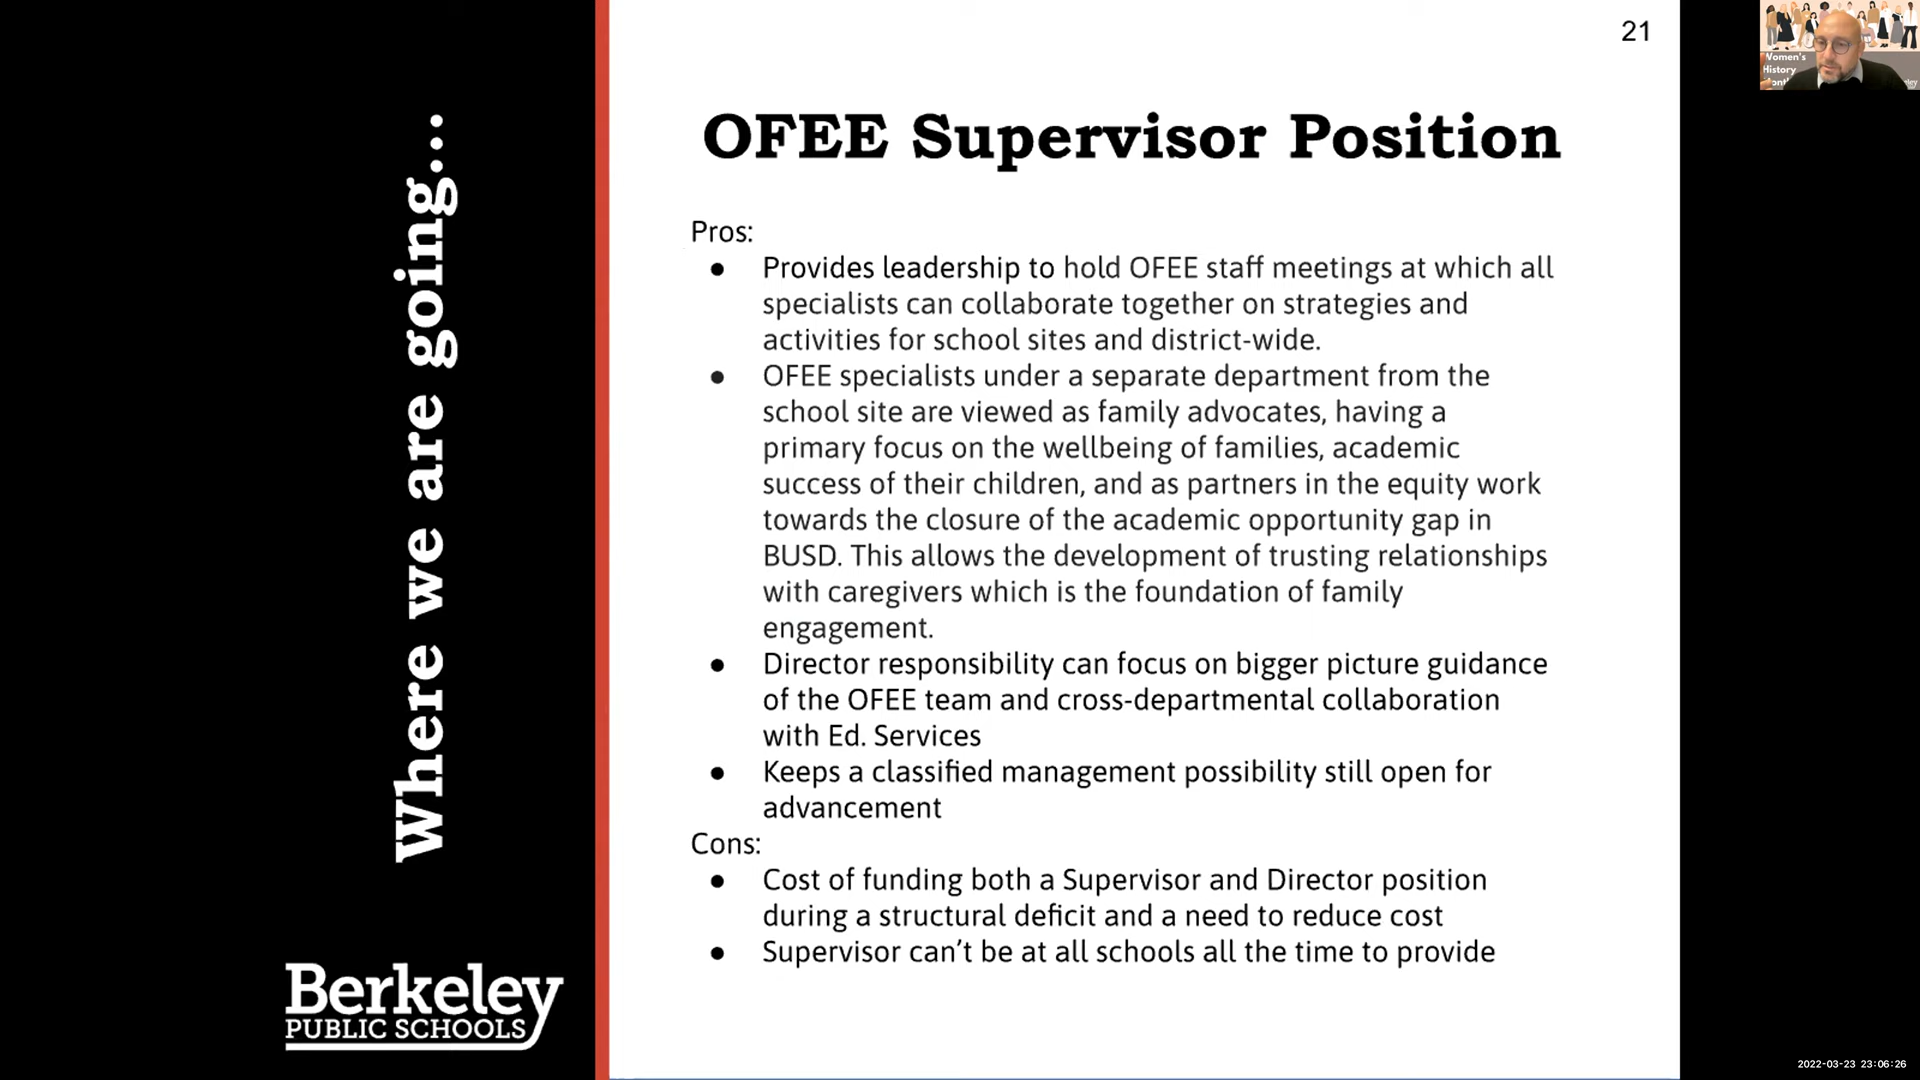 21
Women's
History
Where we are going...
OFEE Supervisor Position
Pros:
● Provides leadership to hold OFEE staff meetings at which all
specialists can collaborate together on strategies and
activities for school sites and district-wide.
● OFEE specialists under a separate department from the
school site are viewed as family advocates, having a
primary focus on the wellbeing of families, academic
success of their children, and as partners in the equity work
towards the closure of the academic opportunity gap in
BUSD. This allows the development of trusting relationships
with caregivers which is the foundation of family
engagement.
● Director responsibility can focus on bigger picture guidance
of the OFEE team and cross-departmental collaboration
with Ed. Services
● Keeps a classified management possibility still open for
advancement
Cons:
● Cost of funding both a Supervisor and Director position
during a structural deficit and a need to reduce cost
● Supervisor can't be at all schools all the time to provide
Berkeley
PUBLIC SCHOOLS
2022-03-23 23:06:26